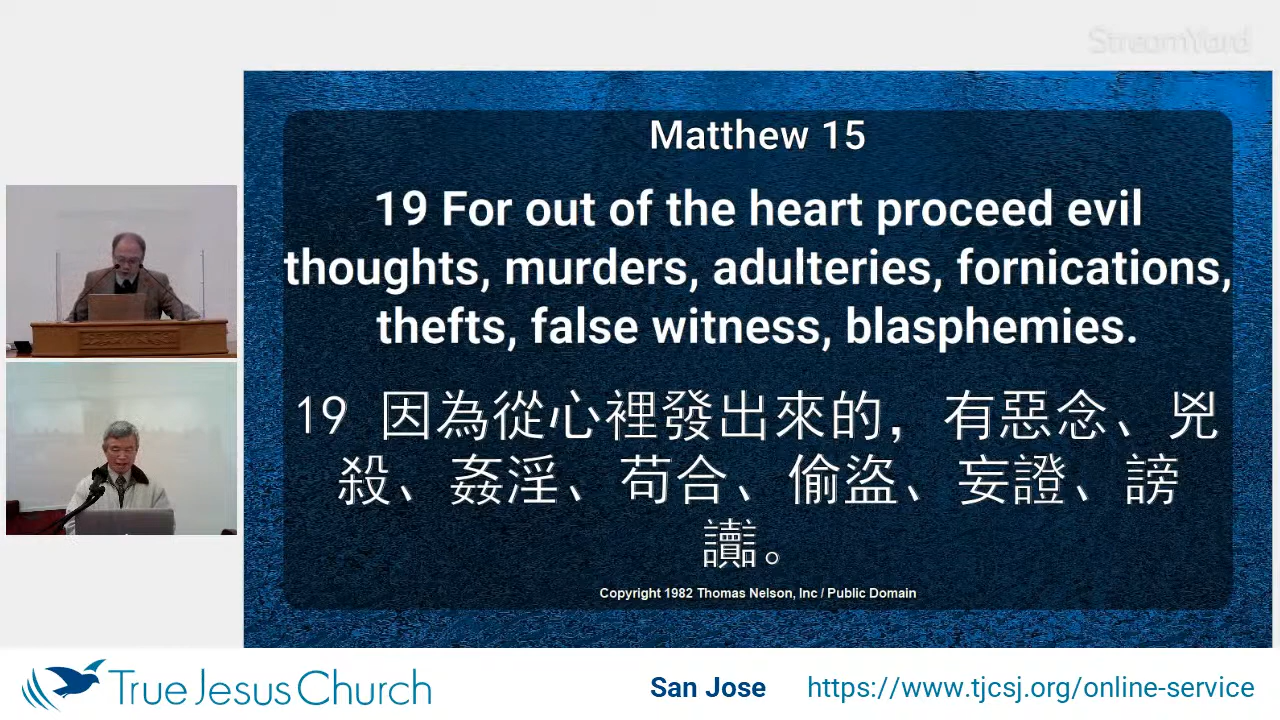 StreamYard
Matthew 15
19 For out of the heart proceed evil
thoughts, murders, adulteries, fornications,
thefts, false witness, blasphemies.
19 因為從心裡發出來的，有惡念、兇
殺、姦淫、苟合、偷盜、妄證、謗
讟。
Copyright 1982 Thomas Nelson, Inc / Public Domain
True Jesus Church
San Jose https://www.tjcsj.org/online-service